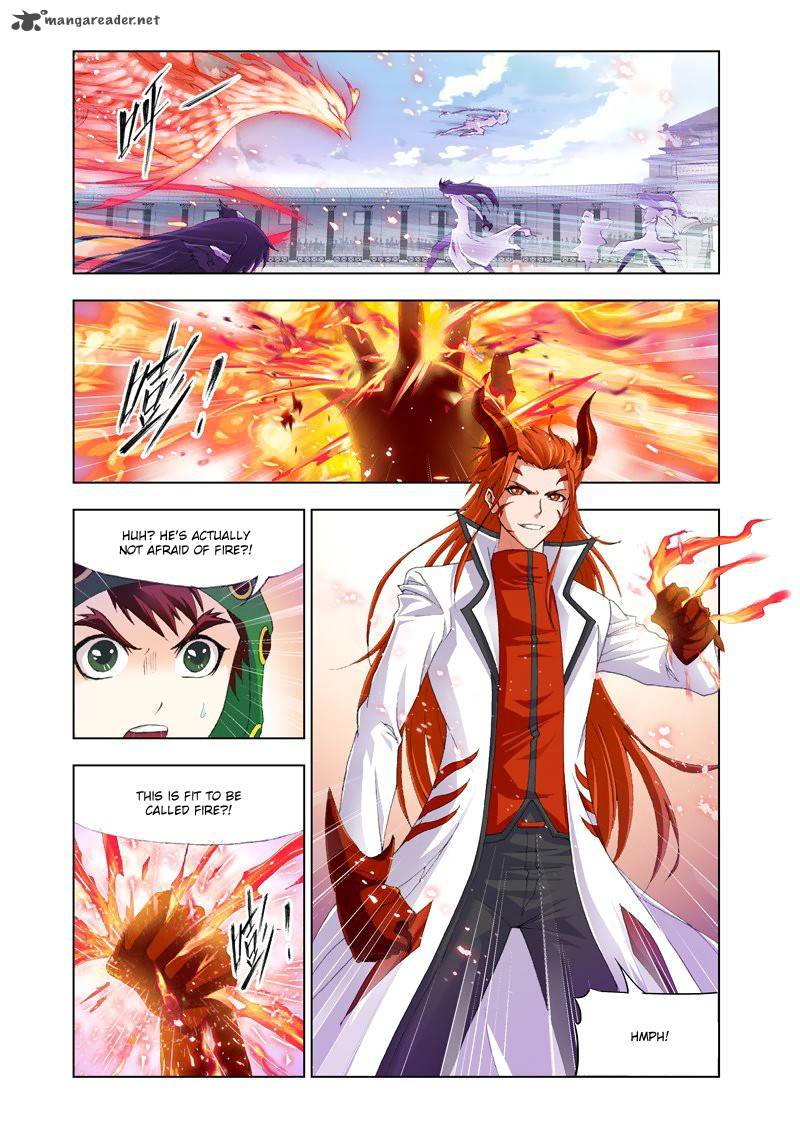 mangareader.net
呼—
嘭!
HUH? HE'S ACTUALLY
NOT AFRAID OF FIRE?!
THIS IS FIT TO BE
CALLED FIRE?!
嘭!
HMPH!